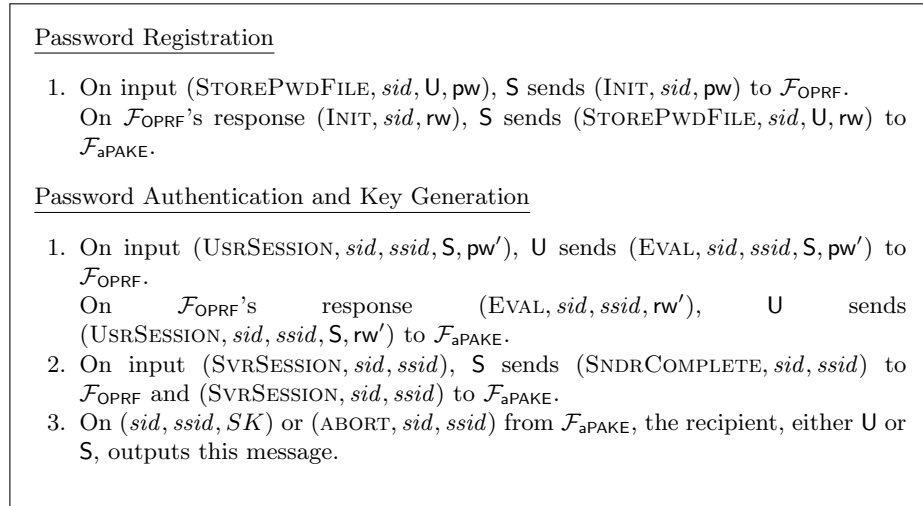 Password Registration
1. On input (STOREPWDFILE, sid, U, pw), S sends (INIT, sid, pw) to F_OPRF.
On F_OPRF's response (INIT, sid, rw), S sends (STOREPWDFILE, sid, U, rw) to
F_aPAKE.
Password Authentication and Key Generation
1. On input (USRSESSION, sid, ssid, S, pw′), U sends (EVAL, sid, ssid, S, pw′) to
F_OPRF.
On F_OPRF's response (EVAL, sid, ssid, rw′), U sends
(USRSESSION, sid, ssid, S, rw′) to F_aPAKE.
2. On input (SVRSESSION, sid, ssid), S sends (SNDRCOMPLETE, sid, ssid) to
F_OPRF and (SVRSESSION, sid, ssid) to F_aPAKE.
3. On (sid, ssid, SK) or (ABORT, sid, ssid) from F_aPAKE, the recipient, either U or
S, outputs this message.